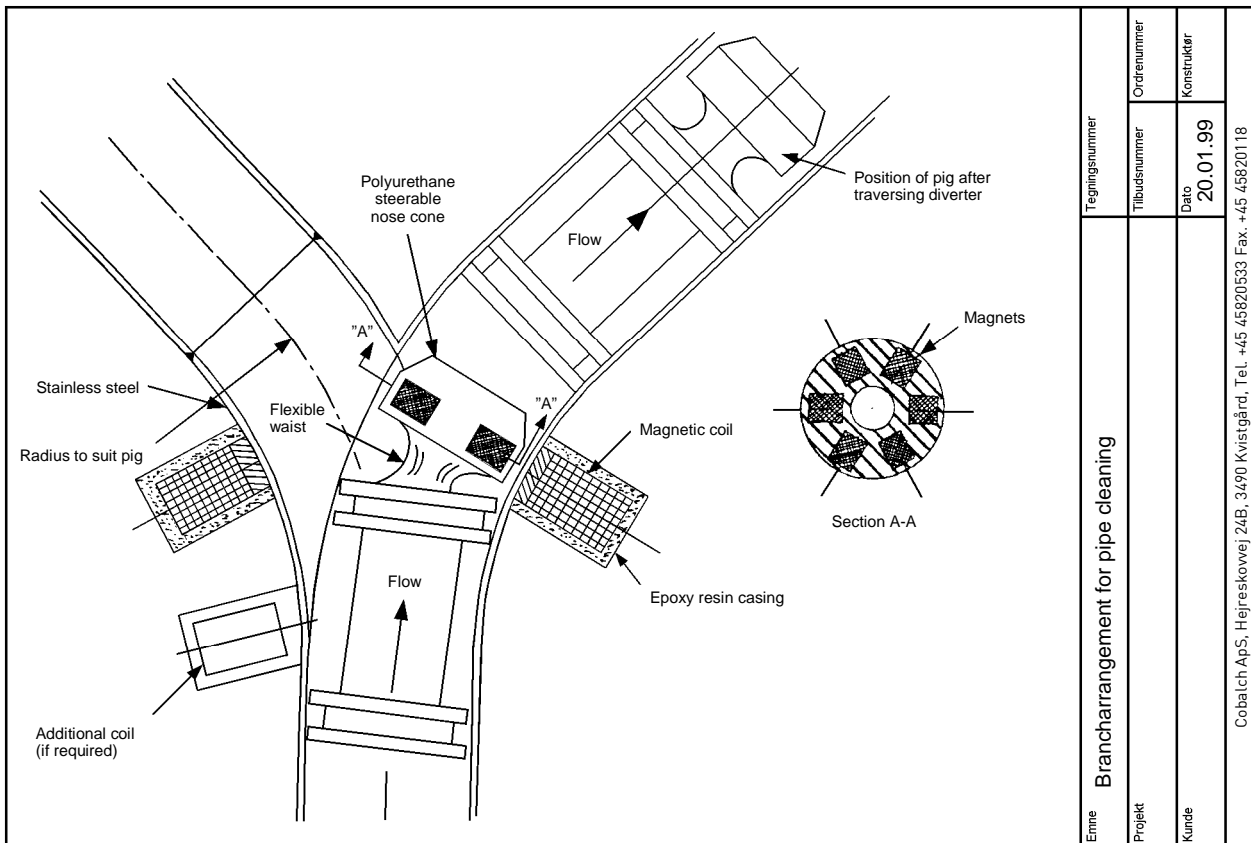 Polyurethane
steerable
nose cone
Position of pig after
traversing diverter
Flow
"A"
Magnets
Stainless steel
Flexible
waist
"A"
Magnetic coil
Radius to suit pig
Section A-A
Flow
Epoxy resin casing
Additional coil
(if required)
Emne
Brancharrangement for pipe cleaning
Tegningsnummer
Projekt
Tilbudsnummer
Ordrenummer
Kunde
Dato
20.01.99
Konstruktør
Cobalch ApS, Hejreskovvej 24B, 3490 Kvistgård, Tel. +45 45820533 Fax. +45 45820118